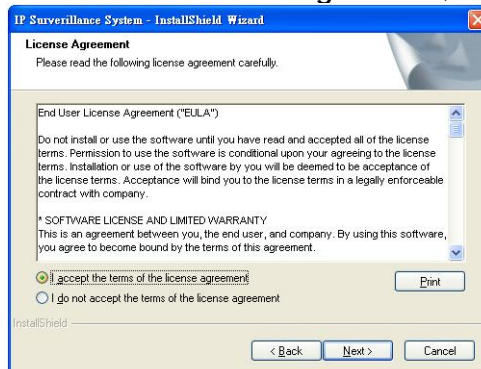 IP Surverillance System - InstallShield Wizard
License Agreement
Please read the following license agreement carefully.
End User License Agreement ("EULA")
Do not install or use the software until you have read and accepted all of the license
terms. Permission to use the software is conditional upon your agreeing to the license
terms. Installation or use of the software by you will be deemed to be acceptance of
the license terms. Acceptance will bind you to the license terms in a legally enforceable
contract with company.
* SOFTWARE LICENSE AND LIMITED WARRANTY
This is an agreement between you, the end user, and company. By using this software,
you agree to become bound by the terms of this agreement.
I accept the terms of the license agreement
Print
I do not accept the terms of the license agreement
InstallShield
< Back
Next >
Cancel